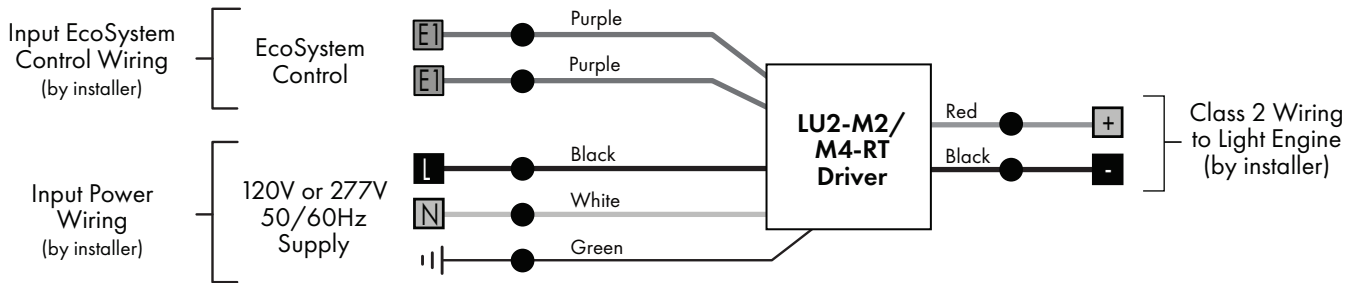 Input EcoSystem
Control Wiring
(by installer)
EcoSystem
Control
E1
Purple
E1
Purple
Input Power
Wiring
(by installer)
120V or 277V
50/60Hz
Supply
L
Black
N
White
Green
LU2-M2/
M4-RT
Driver
Red
+
Black
-
Class 2 Wiring
to Light Engine
(by installer)